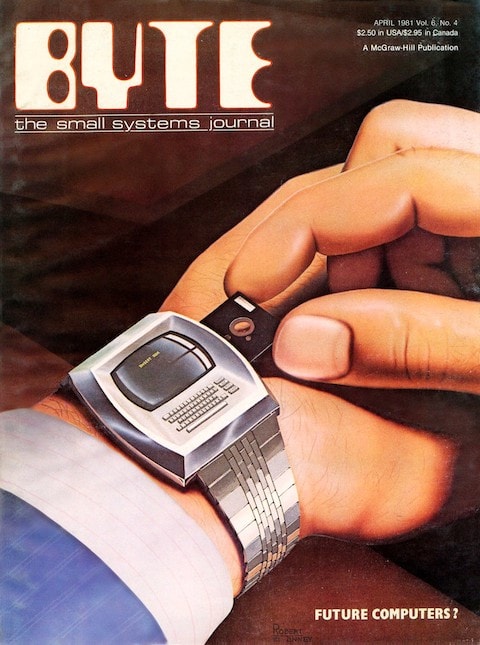 BYTE
APRIL 1981 Vol. 6, No. 4
$2.50 in USA/$2.95 in Canada
A McGraw-Hill Publication
the small systems journal
FUTURE COMPUTERS?
ROBERT